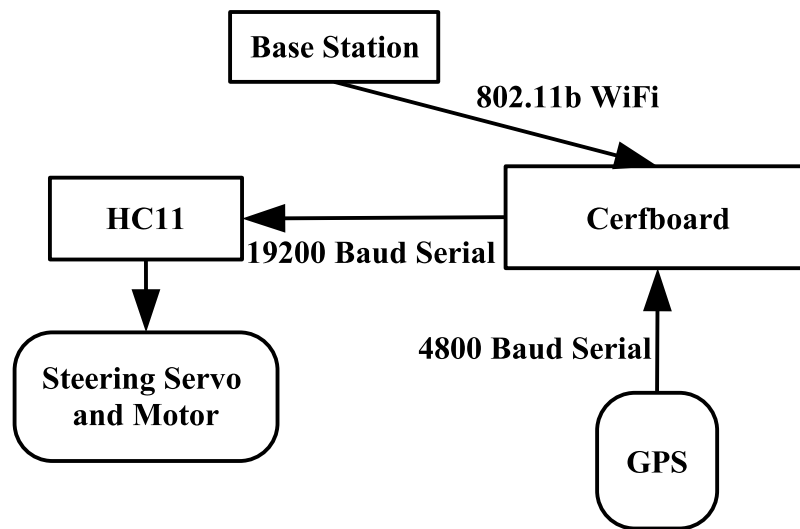 Base Station
802.11b WiFi
HC11
Cerfboard
19200 Baud Serial
4800 Baud Serial
Steering Servo
and Motor
GPS